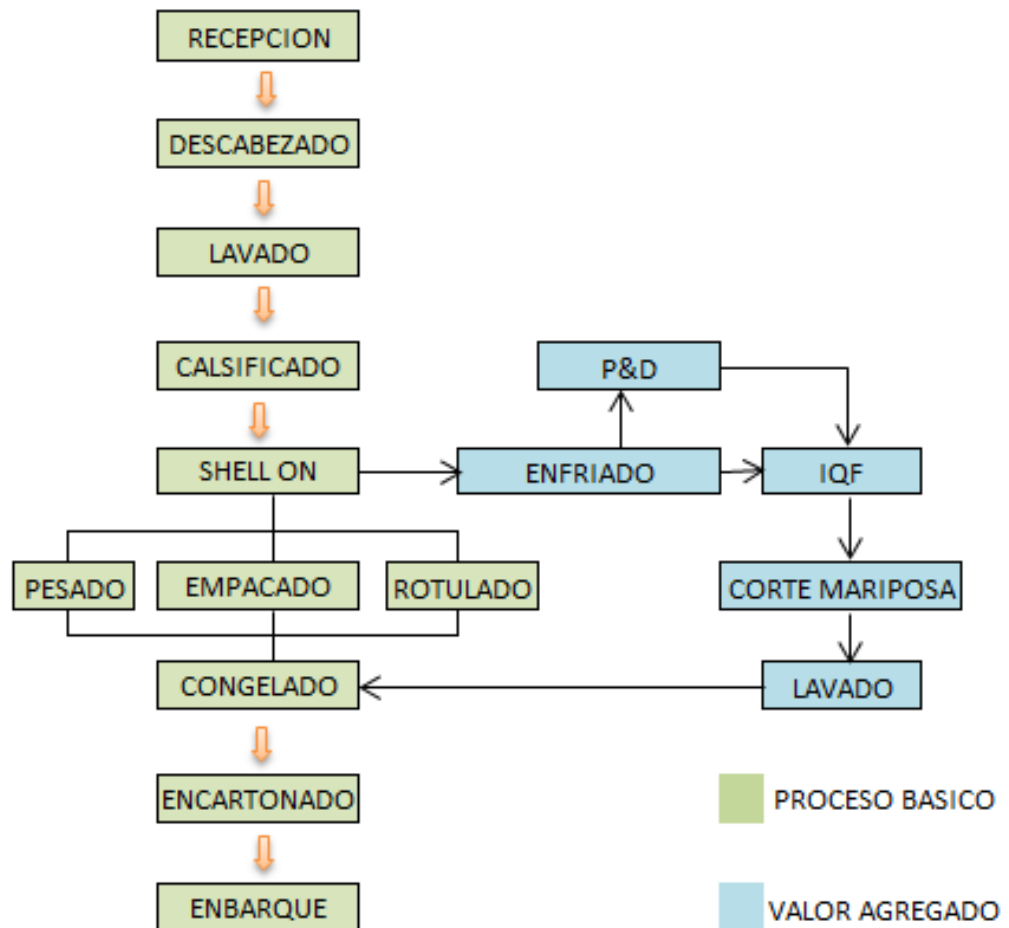 RECEPCION
DESCABEZADO
LAVADO
CALSIFICADO
P&D
SHELL ON
ENFRIADO
IQF
PESADO
EMPACADO
ROTULADO
CORTE MARIPOSA
CONGELADO
LAVADO
ENCARTONADO
PROCESO BASICO
ENBARQUE
VALOR AGREGADO